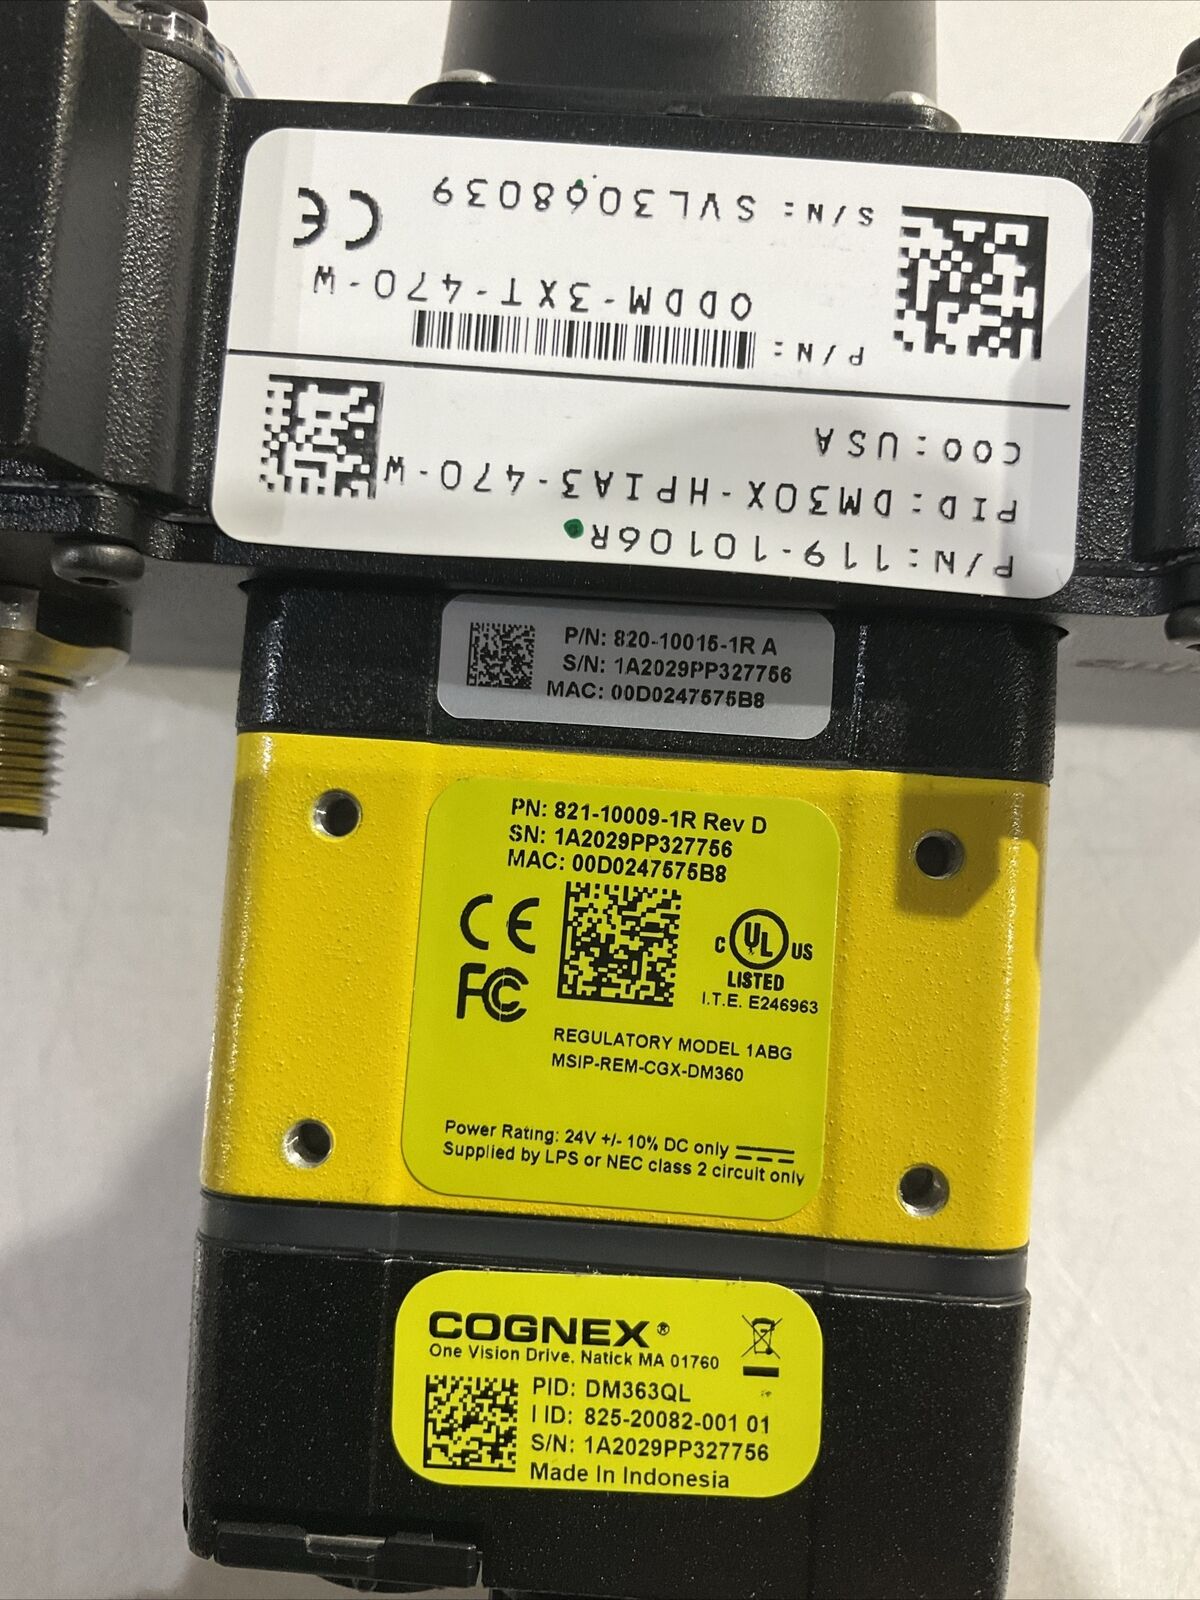 S/N: SVL3068039
CE
P/N:
ODDM-3XT-470-W
P/N: 119-10106R
PID: DM30X-HPIA3-470-W
COO: USA
P/N: 820-10015-1R A
S/N: 1A2029PP327756
MAC: 00D0247575B8
PN: 821-10009-1R Rev D
SN: 1A2029PP327756
MAC: 00D0247575B8
CE
FC
C UL US
LISTED
I.T.E. E246963
REGULATORY MODEL 1ABG
MSIP-REM-CGX-DM360
Power Rating: 24V +/- 10% DC only
Supplied by LPS or NEC class 2 circuit only
COGNEX®
One Vision Drive, Natick MA 01760
PID: DM363QL
I ID: 825-20082-001 01
S/N: 1A2029PP327756
Made In Indonesia